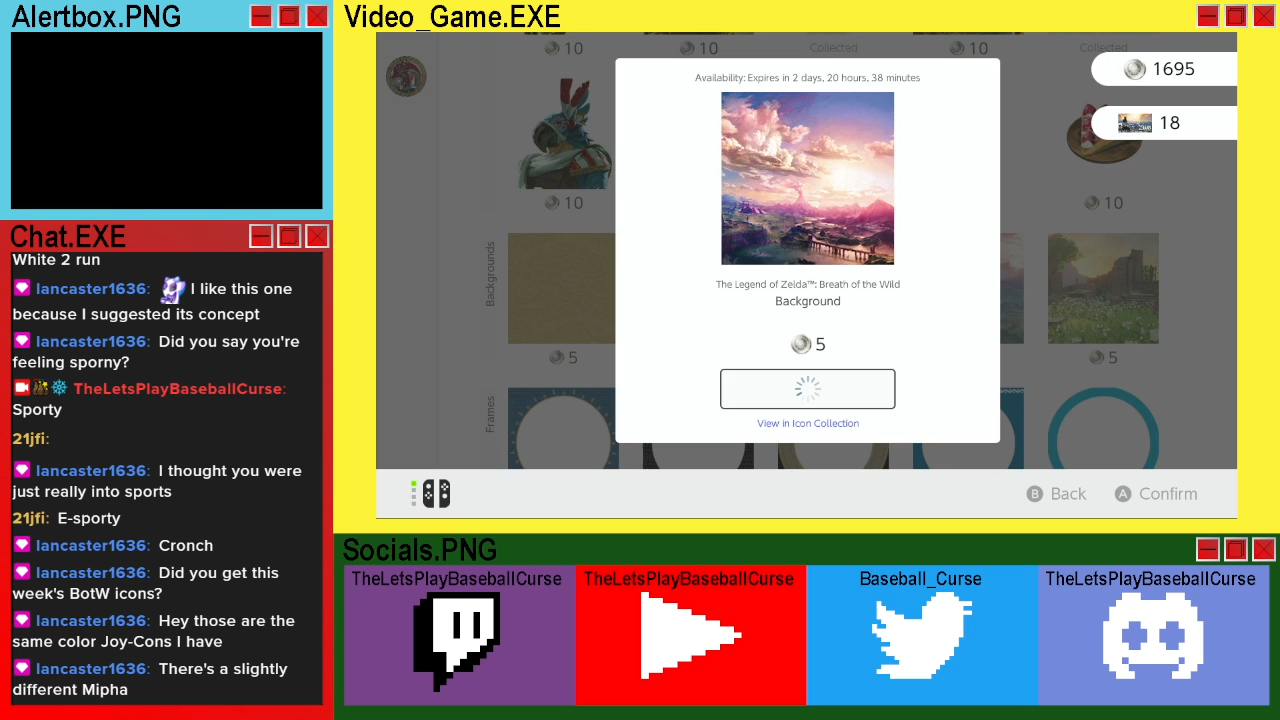 Alertbox.PNG
Video_Game.EXE
10
10
Collected
10
Collected
Availability: Expires in 2 days, 20 hours, 38 minutes
1695
18
10
10
Backgrounds
The Legend of Zelda™: Breath of the Wild
Background
5
5
5
Frames
View in Icon Collection
B Back
A Confirm
Chat.EXE
White 2 run
lancaster1636: I like this one
because I suggested its concept
lancaster1636: Did you say you're
feeling sporny?
TheLetsPlayBaseballCurse:
Sporty
21jfi:
lancaster1636: I thought you were
just really into sports
21jfi: E-sporty
lancaster1636: Cronch
lancaster1636: Did you get this
week's BotW icons?
lancaster1636: Hey those are the
same color Joy-Cons I have
lancaster1636: There's a slightly
different Mipha
Socials.PNG
TheLetsPlayBaseballCurse
TheLetsPlayBaseballCurse
Baseball_Curse
TheLetsPlayBaseballCurse